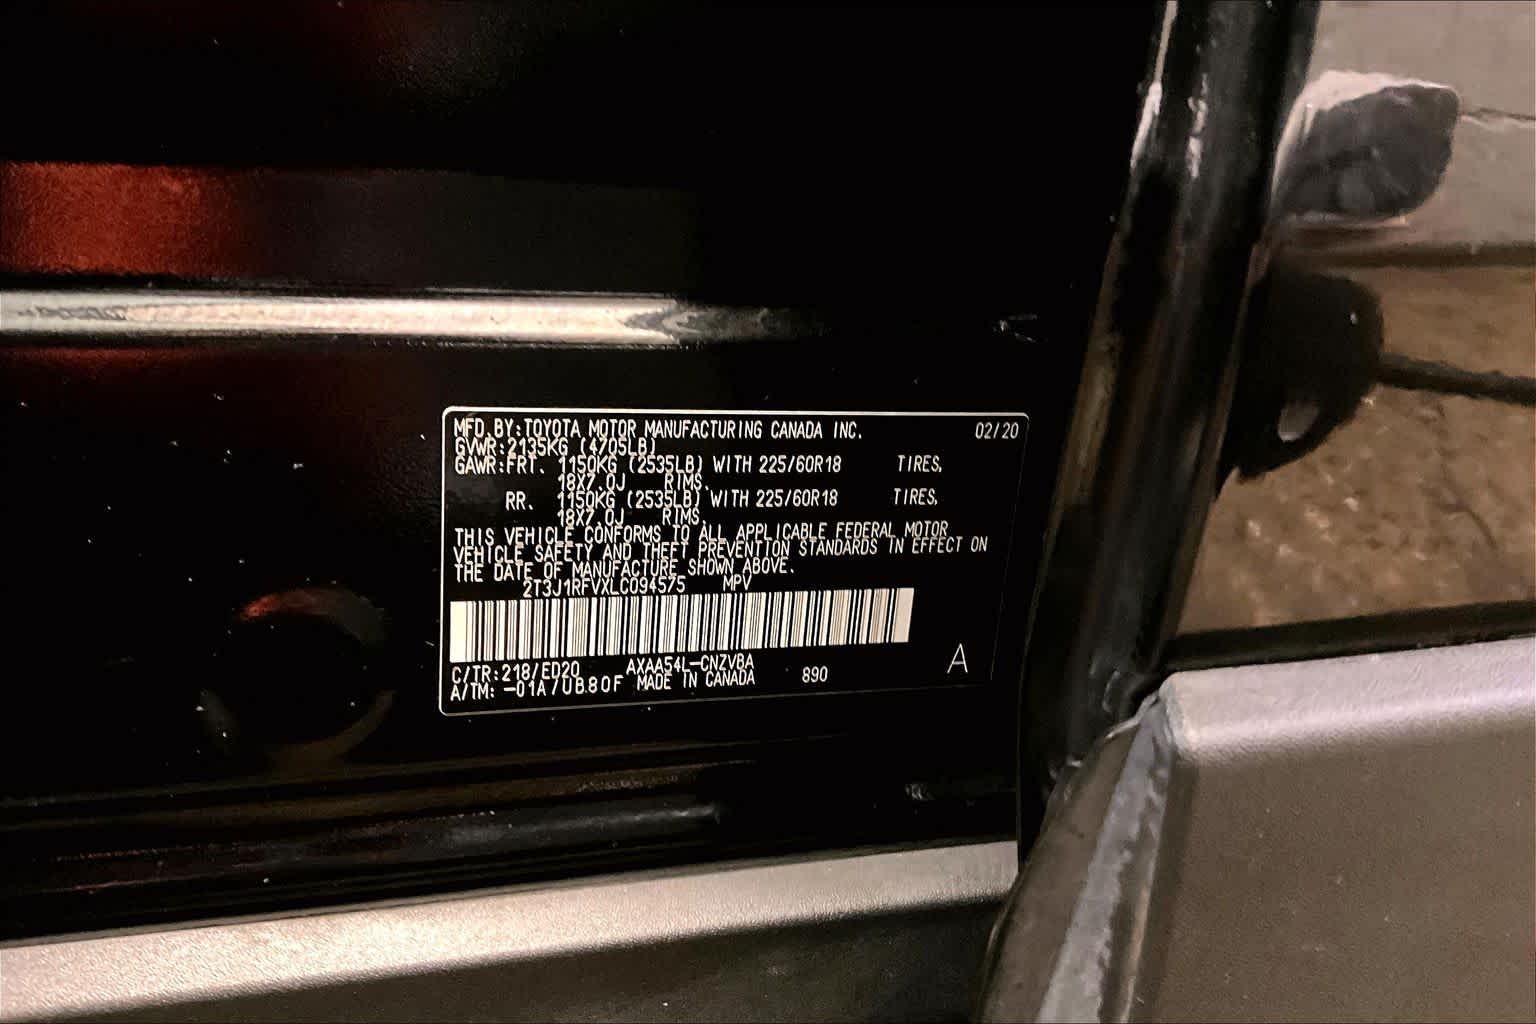 MFD.BY:TOYOTA MOTOR MANUFACTURING CANADA INC. 02/20
GVWR:2135KG (4705LB)
GAWR:FRT. 1150KG (2535LB) WITH 225/60R18 TIRES,
18X7.0J RIMS.
RR. 1150KG (2535LB) WITH 225/60R18 TIRES,
18X7.0J RIMS.
THIS VEHICLE CONFORMS TO ALL APPLICABLE FEDERAL MOTOR
VEHICLE SAFETY AND THEFT PREVENTION STANDARDS IN EFFECT ON
THE DATE OF MANUFACTURE SHOWN ABOVE.
2T3J1RFVXLC094575 MPV
C/TR:218/ED20 AXAA54L-CNZVBA
A/TM: -01A/UB80F MADE IN CANADA 890 A